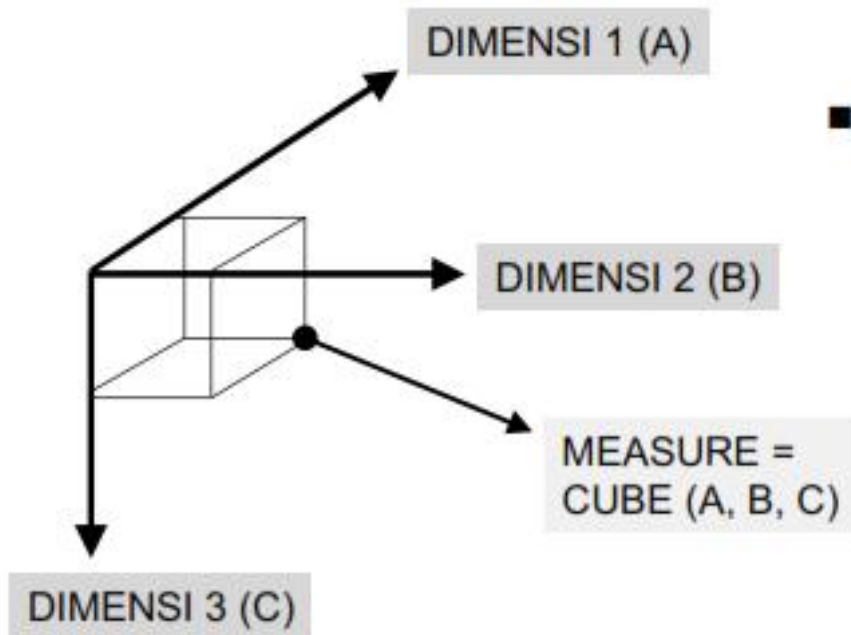 DIMENSI 1 (A)
DIMENSI 2 (B)
MEASURE =
CUBE (A, B, C)
DIMENSI 3 (C)